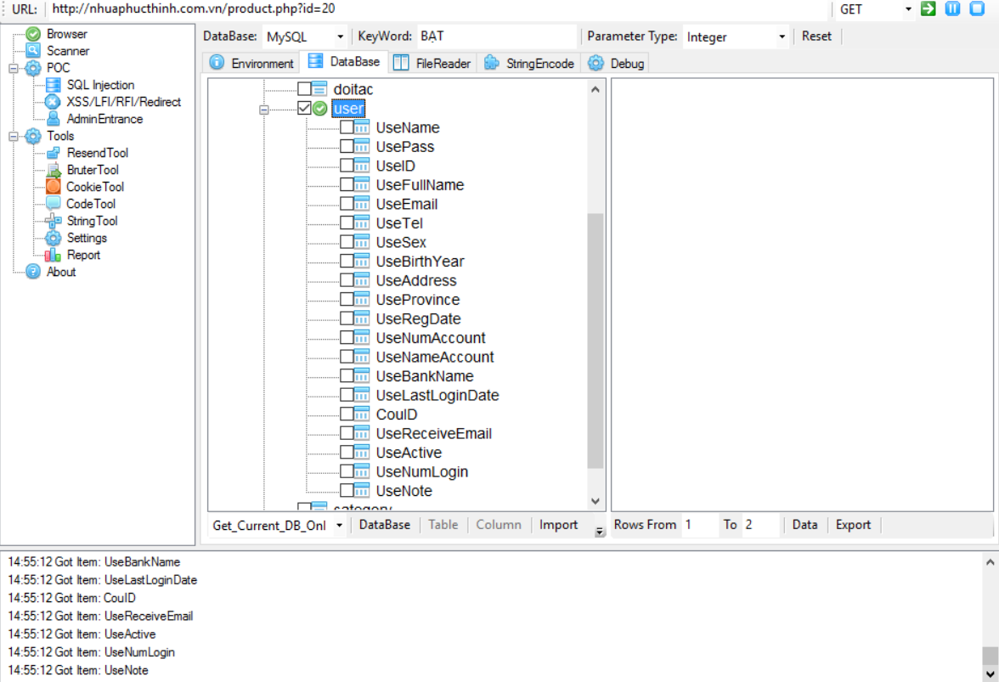 URL: http://nhuaphucthinh.com.vn/product.php?id=20 GET
Browser
Scanner
POC
SQL Injection
XSS/LFI/RFI/Redirect
AdminEntrance
Tools
ResendTool
BruterTool
CookieTool
CodeTool
StringTool
Settings
Report
About
DataBase: MySQL KeyWord: BẠT Parameter Type: Integer Reset
Environment DataBase FileReader StringEncode Debug
doitac
user
UseName
UsePass
UseID
UseFullName
UseEmail
UseTel
UseSex
UseBirthYear
UseAddress
UseProvince
UseRegDate
UseNumAccount
UseNameAccount
UseBankName
UseLastLoginDate
CouID
UseReceiveEmail
UseActive
UseNumLogin
UseNote
category
Get_Current_DB_Onl DataBase Table Column Import Rows From 1 To 2 Data Export
14:55:12 Got Item: UseBankName
14:55:12 Got Item: UseLastLoginDate
14:55:12 Got Item: CouID
14:55:12 Got Item: UseReceiveEmail
14:55:12 Got Item: UseActive
14:55:12 Got Item: UseNumLogin
14:55:12 Got Item: UseNote